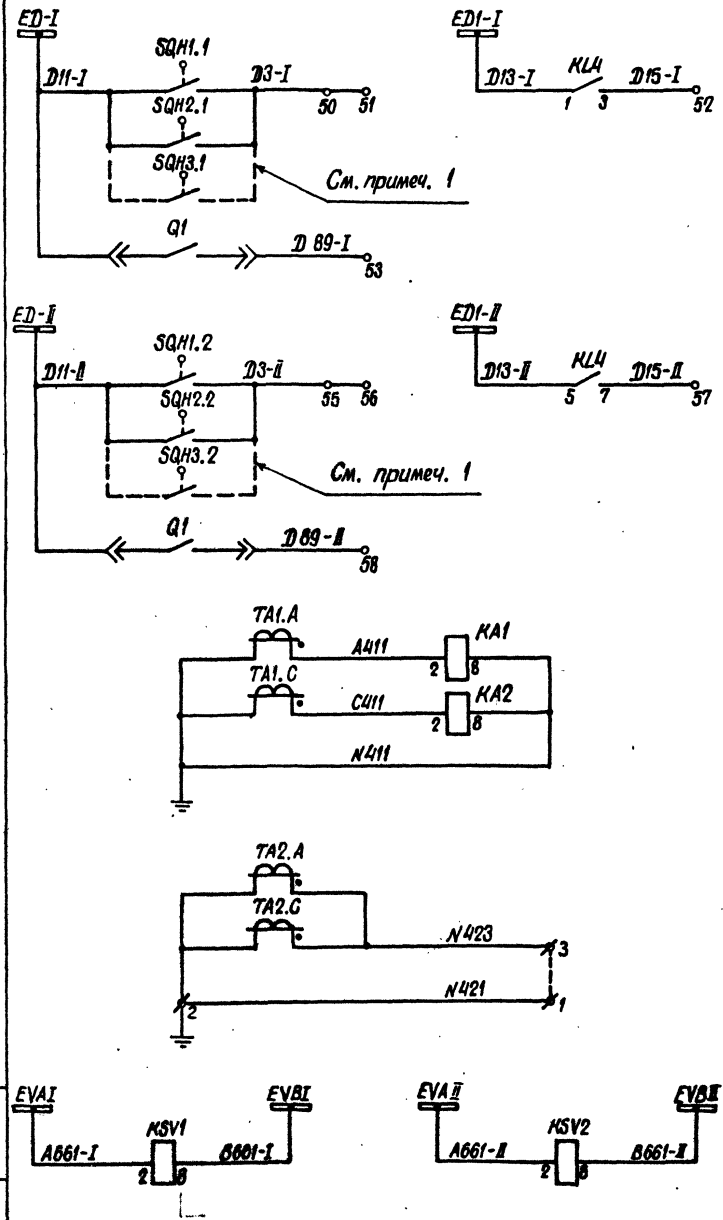 ED-I
ED1-I
SQH1.1
D11-I
D3-I
50
51
SQH2.1
SQH3.1
См. примеч. 1
D13-I
KL4
1
3
D15-I
52
Q1
D 89-I
53
ED-II
ED1-II
SQH1.2
D11-II
D3-II
55
56
SQH2.2
SQH3.2
См. примеч. 1
D13-II
KL4
5
7
D15-II
57
Q1
D 89-II
58
TA1.A
A411
KA1
2
8
TA1.C
C411
KA2
2
8
N411
TA2.A
TA2.C
N423
3
N421
2
1
EVAI
EVBI
EVAII
EVBII
KSV1
A661-I
2
8
B661-I
KSV2
A661-II
2
8
B661-II